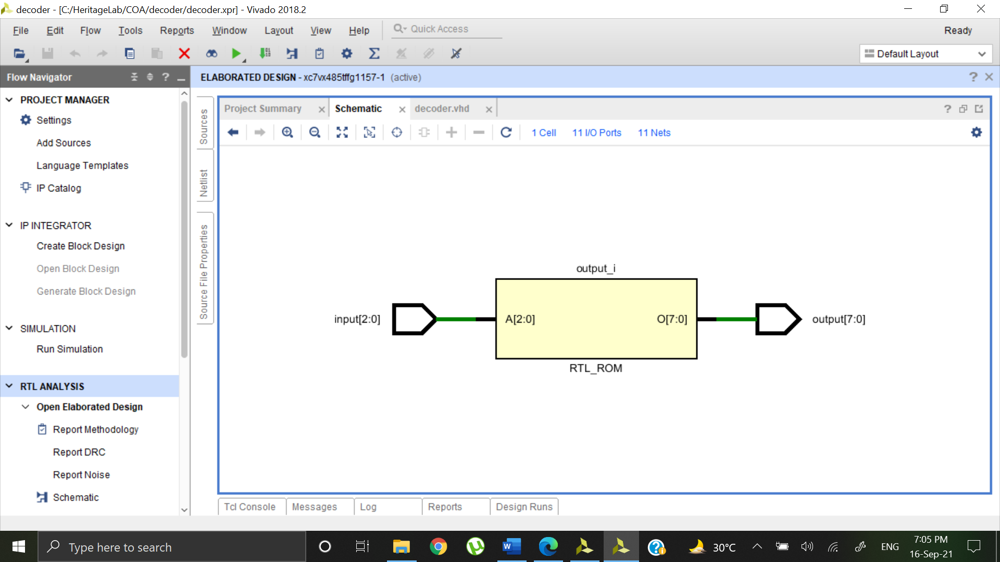 decoder - [C:/HeritageLab/COA/decoder/decoder.xpr] - Vivado 2018.2
File Edit Flow Tools Reports Window Layout View Help Quick Access Ready
Default Layout
Flow Navigator
ELABORATED DESIGN - xc7vx485tffg1157-1 (active)
PROJECT MANAGER
Settings
Add Sources
Language Templates
IP Catalog
IP INTEGRATOR
Create Block Design
Open Block Design
Generate Block Design
SIMULATION
Run Simulation
RTL ANALYSIS
Open Elaborated Design
Report Methodology
Report DRC
Report Noise
Schematic
Sources
Netlist
Source File Properties
Project Summary Schematic decoder.vhd
1 Cell 11 I/O Ports 11 Nets
output_i
input[2:0] A[2:0] O[7:0] output[7:0]
RTL_ROM
Tcl Console Messages Log Reports Design Runs
Type here to search
30°C
ENG
7:05 PM
16-Sep-21